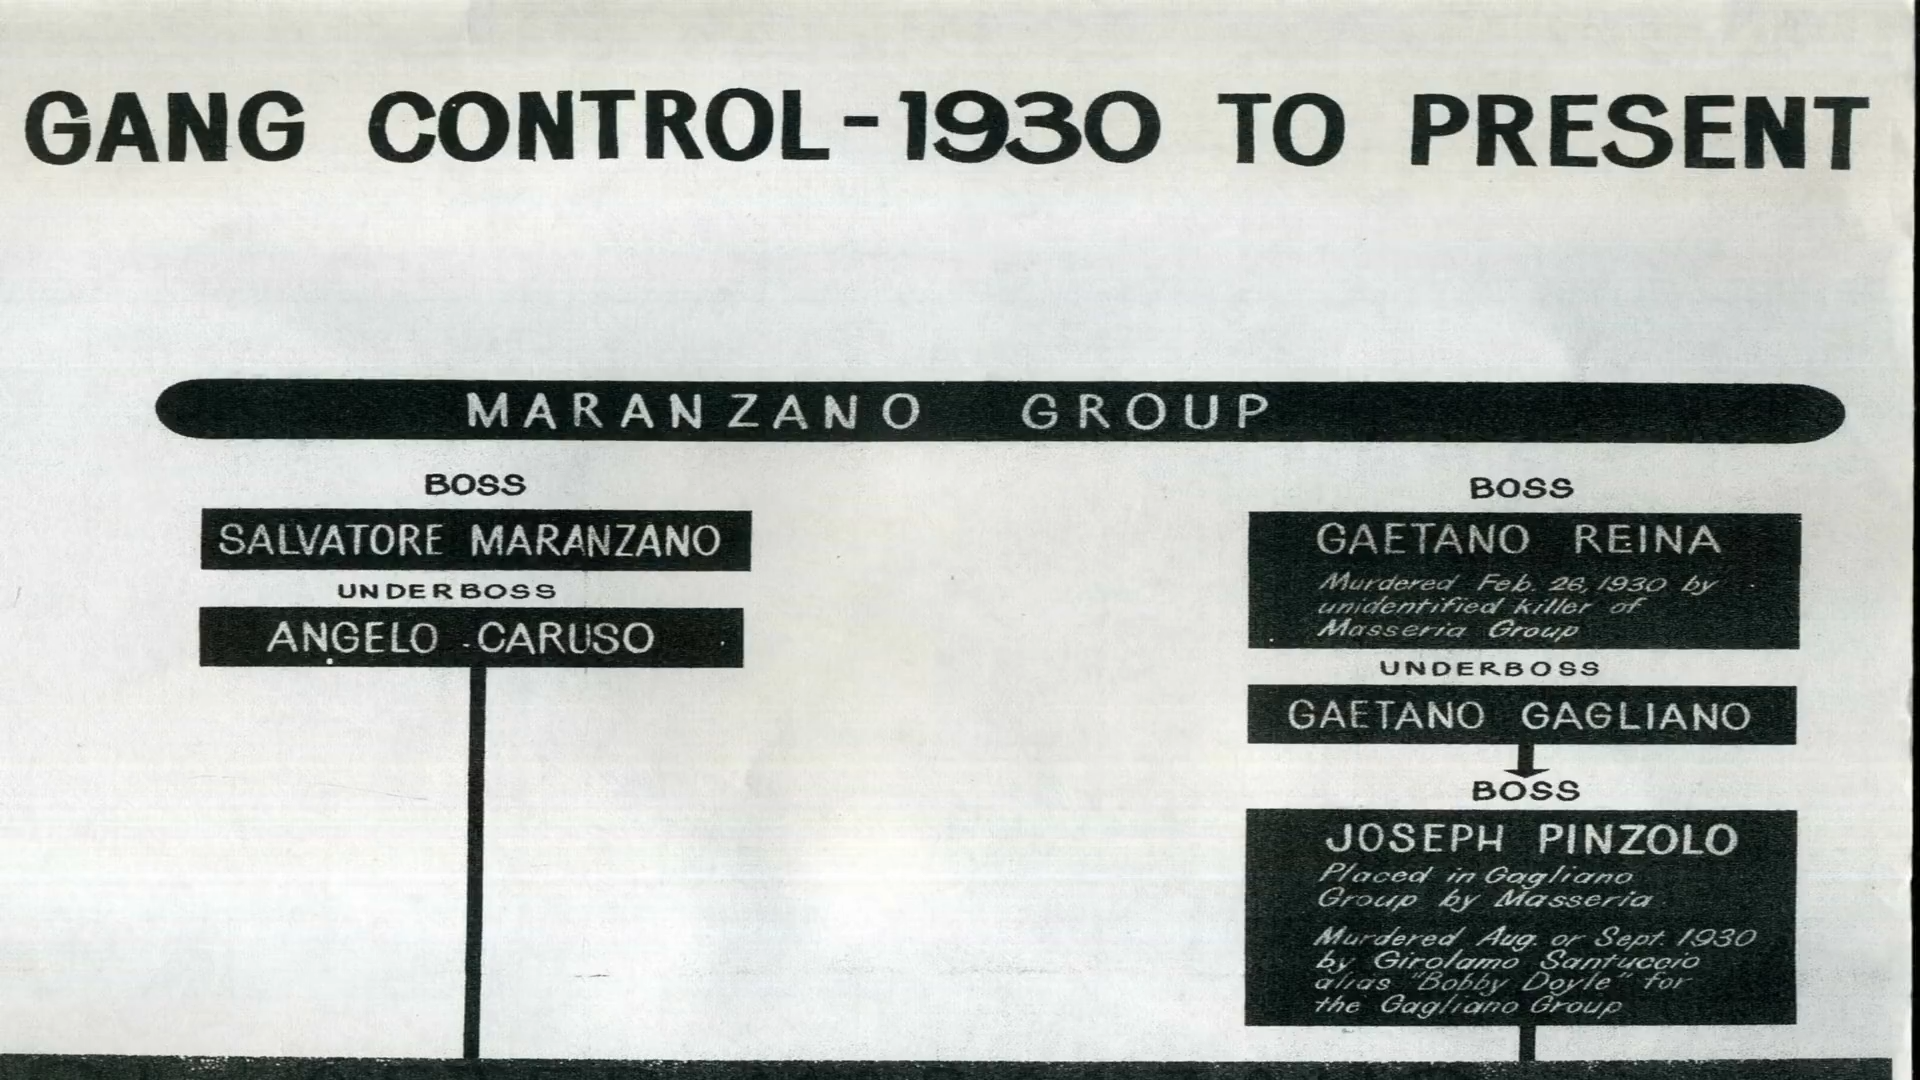 GANG CONTROL-1930 TO PRESENT
MARANZANO GROUP
BOSS
SALVATORE MARANZANO
UNDERBOSS
ANGELO CARUSO
BOSS
GAETANO REINA
Murdered Feb. 26, 1930 by
unidentified killer of
Masseria Group
UNDERBOSS
GAETANO GAGLIANO
BOSS
JOSEPH PINZOLO
Placed in Gagliano
Group by Masseria
Murdered Aug. or Sept. 1930
by Girolamo Santuccio
alias "Bobby Doyle" for
the Gagliano Group